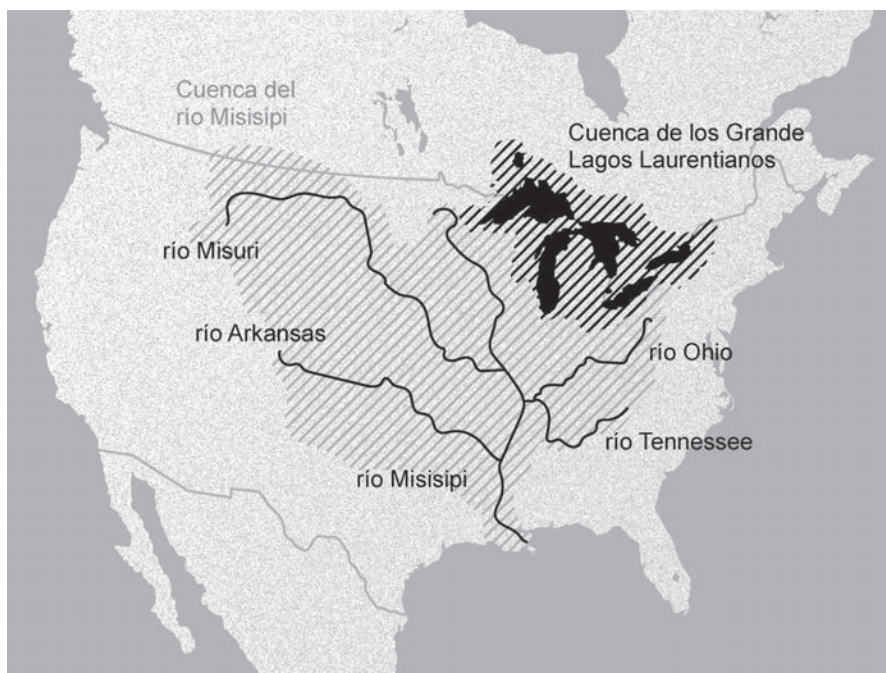 Cuenca del
río Misisipi
Cuenca de los Grande
Lagos Laurentianos
río Misuri
río Arkansas
río Ohio
río Tennessee
río Misisipi